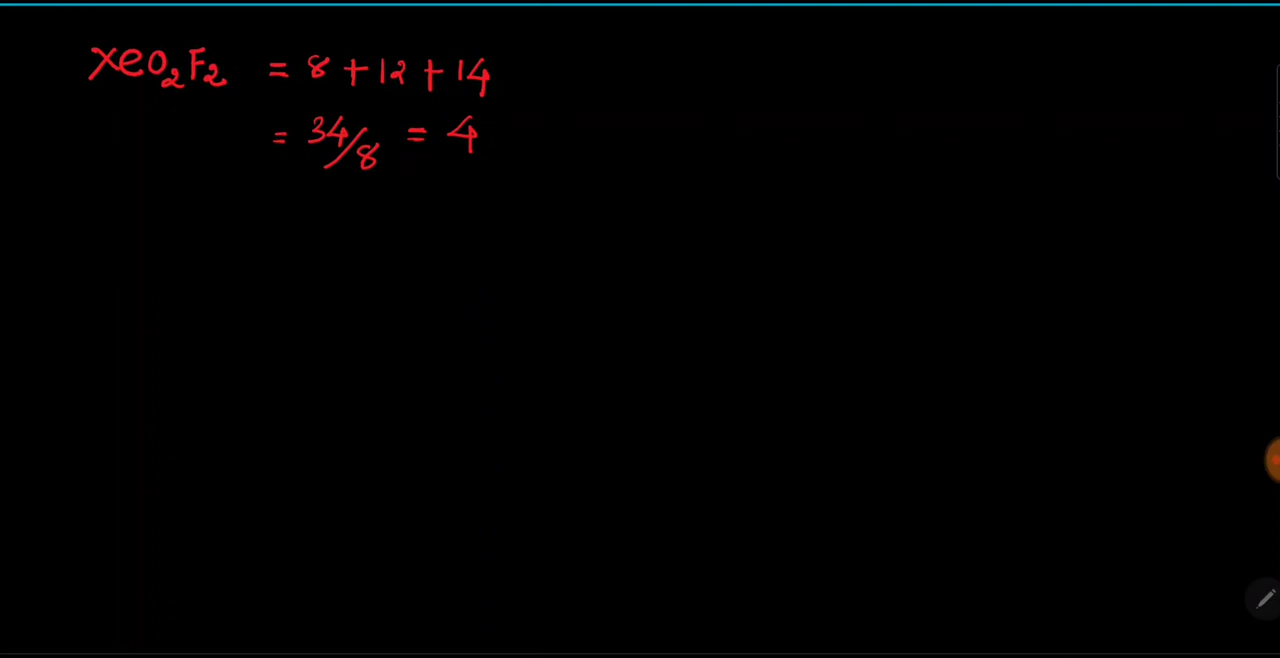 XeO₂F₂ = 8 + 12 + 14
= 34/8 = 4